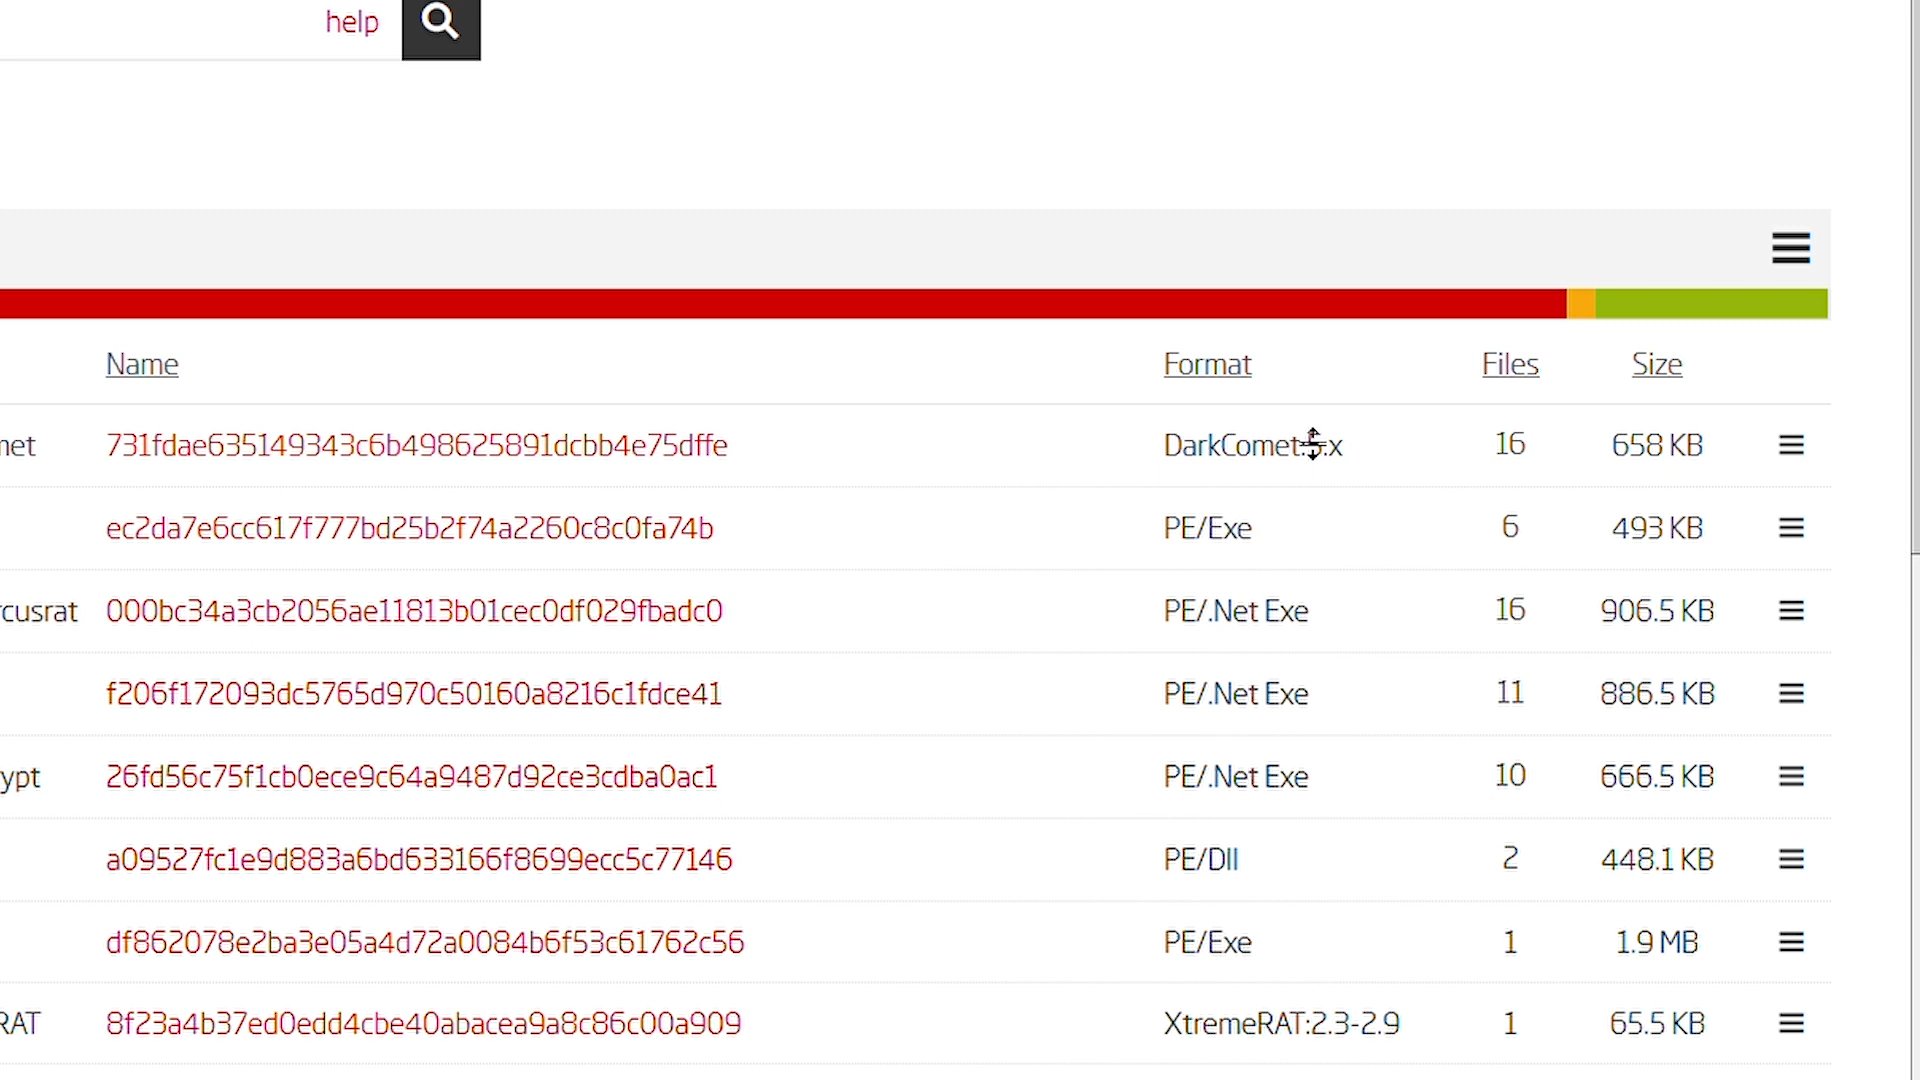 help
Name Format Files Size
net 731fdae635149343c6b498625891dcbb4e75dffe DarkComet:5.x 16 658 KB
ec2da7e6cc617f777bd25b2f74a2260c8c0fa74b PE/Exe 6 493 KB
rcusrat 000bc34a3cb2056ae11813b01cec0df029fbadc0 PE/.Net Exe 16 906.5 KB
f206f172093dc5765d970c50160a8216c1fdce41 PE/.Net Exe 11 886.5 KB
ypt 26fd56c75f1cb0ece9c64a9487d92ce3cdba0ac1 PE/.Net Exe 10 666.5 KB
a09527fc1e9d883a6bd633166f8699ecc5c77146 PE/Dll 2 448.1 KB
df862078e2ba3e05a4d72a0084b6f53c61762c56 PE/Exe 1 1.9 MB
RAT 8f23a4b37ed0edd4cbe40abacea9a8c86c00a909 XtremeRAT:2.3-2.9 1 65.5 KB